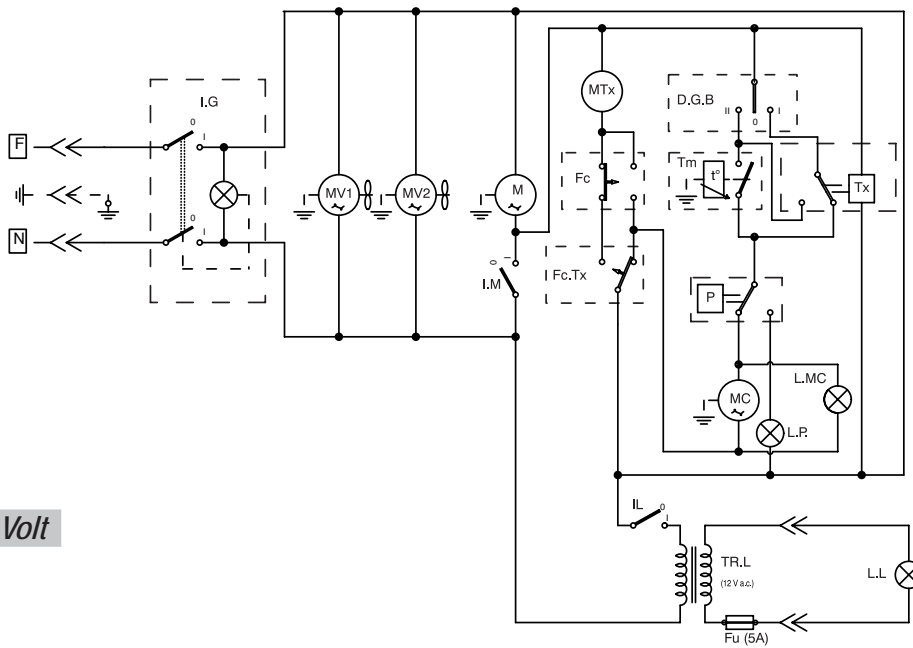 I.G
0
I
F
N
0
I
MV1
MV2
M
0
I
I.M
MTx
Fc
Fc.Tx
D.G.B
II
0
I
Tm
t°
Tx
P
MC
L.MC
L.P.
Volt
IL
0
I
TR.L
(12 V a.c.)
L.L
Fu (5A)